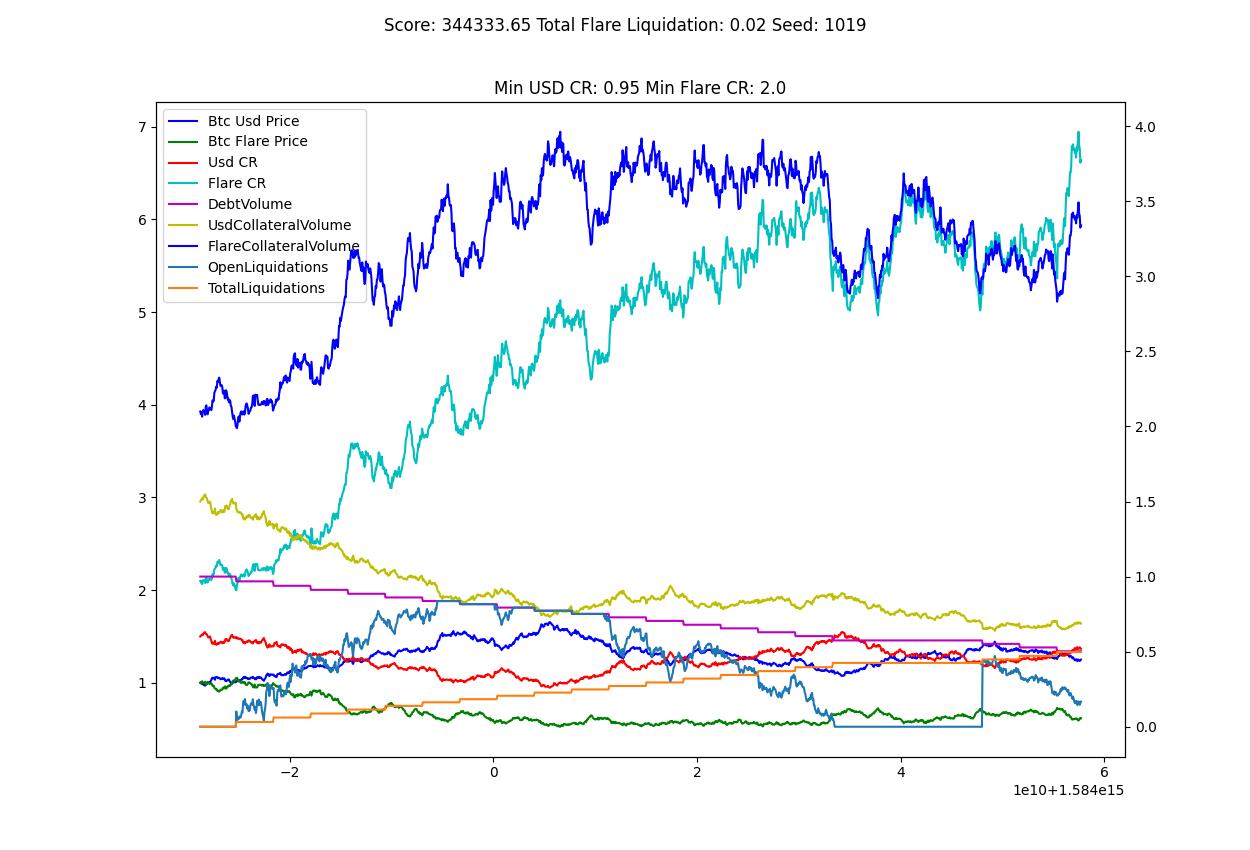 Score: 344333.65 Total Flare Liquidation: 0.02 Seed: 1019
Min USD CR: 0.95 Min Flare CR: 2.0
Btc Usd Price
Btc Flare Price
Usd CR
Flare CR
DebtVolume
UsdCollateralVolume
FlareCollateralVolume
OpenLiquidations
TotalLiquidations
7
6
5
4
3
2
1
4.0
3.5
3.0
2.5
2.0
1.5
1.0
0.5
0.0
−2 0 2 4 6
1e10+1.584e15